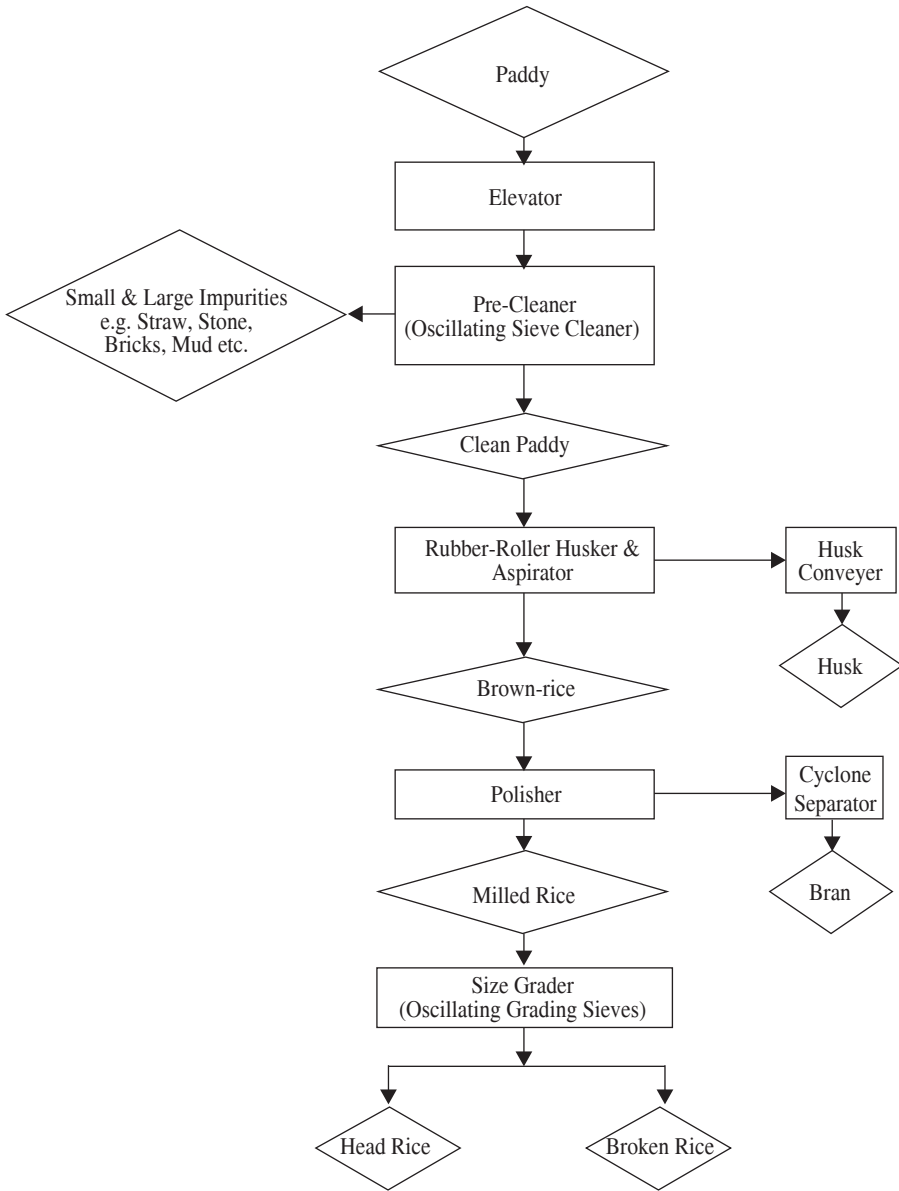 Paddy
Elevator
Small & Large Impurities
e.g. Straw, Stone,
Bricks, Mud etc.
Pre-Cleaner
(Oscillating Sieve Cleaner)
Clean Paddy
Rubber-Roller Husker &
Aspirator
Husk
Conveyer
Husk
Brown-rice
Polisher
Cyclone
Separator
Milled Rice
Bran
Size Grader
(Oscillating Grading Sieves)
Head Rice
Broken Rice